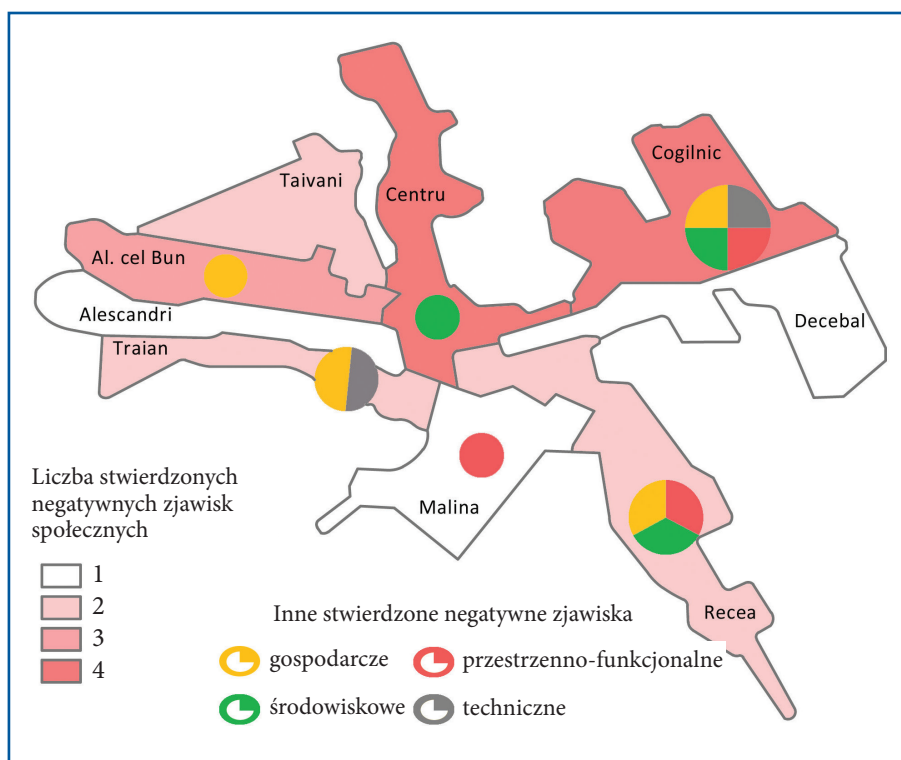 Cogilnic
Taivani
Centru
Al. cel Bun
Alescandri
Decebal
Traian
Malina
Recea
Liczba stwierdzonych
negatywnych zjawisk
społecznych
1
2
3
4
Inne stwierdzone negatywne zjawiska
gospodarcze
przestrzenno-funkcjonalne
środowiskowe
techniczne